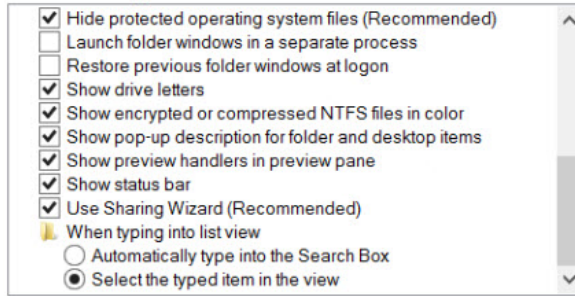 Hide protected operating system files (Recommended)
Launch folder windows in a separate process
Restore previous folder windows at logon
Show drive letters
Show encrypted or compressed NTFS files in color
Show pop-up description for folder and desktop items
Show preview handlers in preview pane
Show status bar
Use Sharing Wizard (Recommended)
When typing into list view
Automatically type into the Search Box
Select the typed item in the view